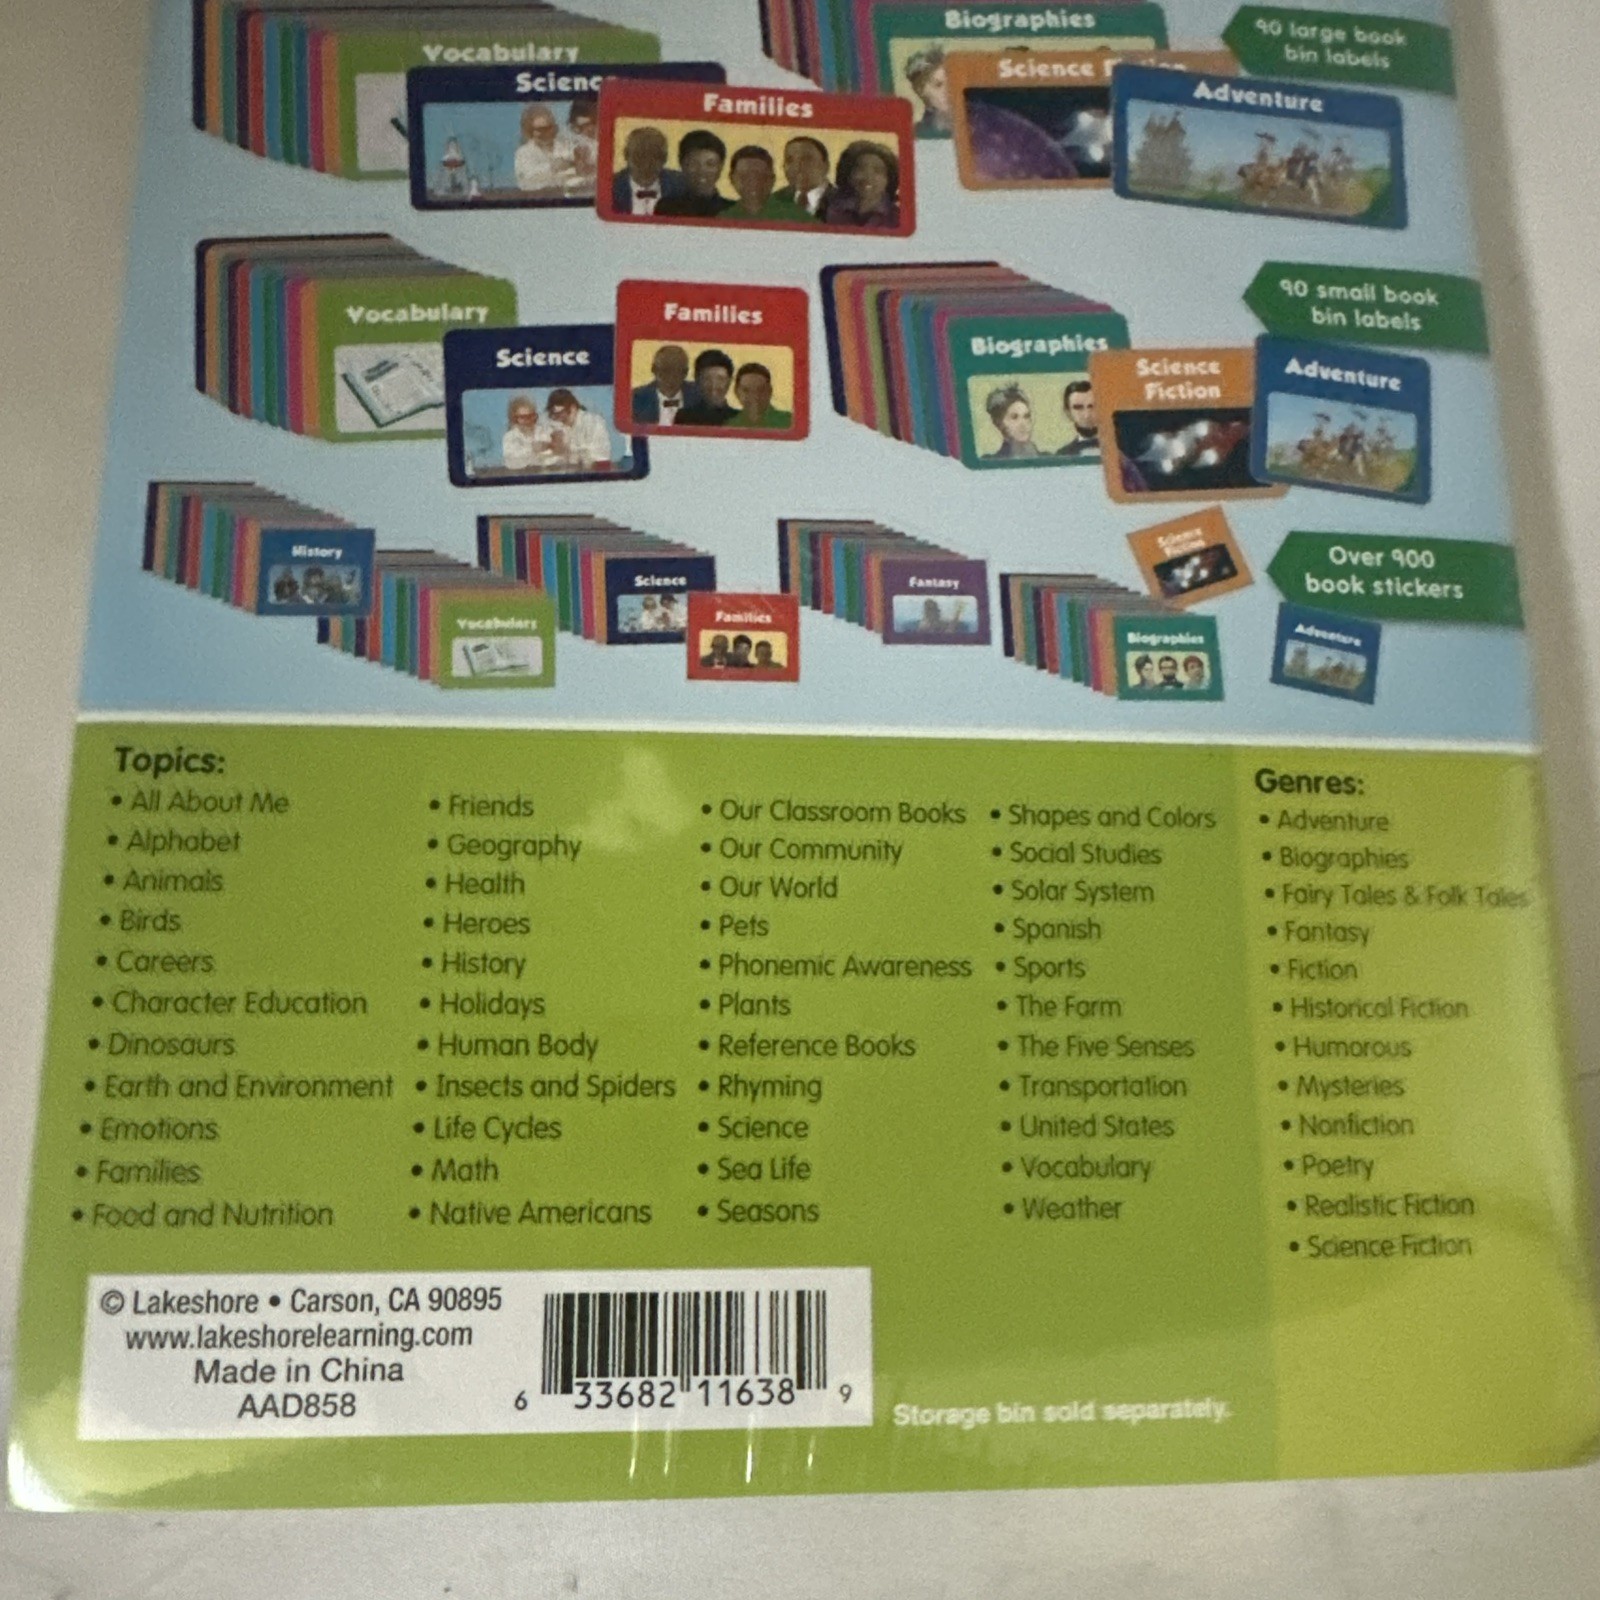 Vocabulary
Science
Families
Biographies
Science Fiction
Adventure
90 large book
bin labels
Vocabulary
Science
Families
Biographies
Science
Fiction
Adventure
90 small book
bin labels
History
Vocabulary
Science
Families
Fantasy
Biographies
Science
Fiction
Adventure
Over 900
book stickers
Topics:
• All About Me
• Alphabet
• Animals
• Birds
• Careers
• Character Education
• Dinosaurs
• Earth and Environment
• Emotions
• Families
• Food and Nutrition
• Friends
• Geography
• Health
• Heroes
• History
• Holidays
• Human Body
• Insects and Spiders
• Life Cycles
• Math
• Native Americans
• Our Classroom Books
• Our Community
• Our World
• Pets
• Phonemic Awareness
• Plants
• Reference Books
• Rhyming
• Science
• Sea Life
• Seasons
• Shapes and Colors
• Social Studies
• Solar System
• Spanish
• Sports
• The Farm
• The Five Senses
• Transportation
• United States
• Vocabulary
• Weather
Genres:
• Adventure
• Biographies
• Fairy Tales & Folk Tales
• Fantasy
• Fiction
• Historical Fiction
• Humorous
• Mysteries
• Nonfiction
• Poetry
• Realistic Fiction
• Science Fiction
© Lakeshore • Carson, CA 90895
www.lakeshorelearning.com
Made in China
AAD858
6 33682 11638 9
Storage bin sold separately.